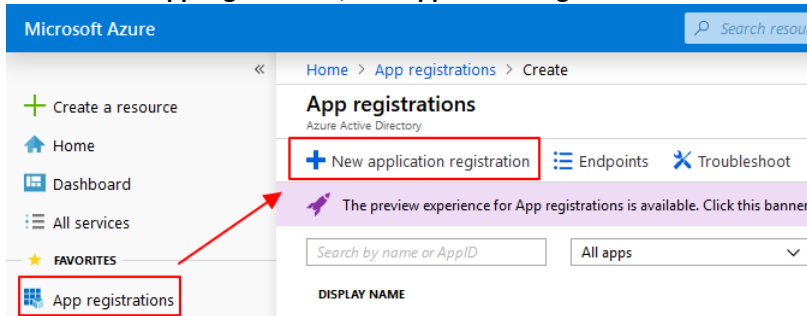 Microsoft Azure
Search resou
«
Home > App registrations > Create
Create a resource
Home
Dashboard
All services
FAVORITES
App registrations
App registrations
Azure Active Directory
New application registration
Endpoints
Troubleshoot
The preview experience for App registrations is available. Click this banner
Search by name or AppID
All apps
DISPLAY NAME